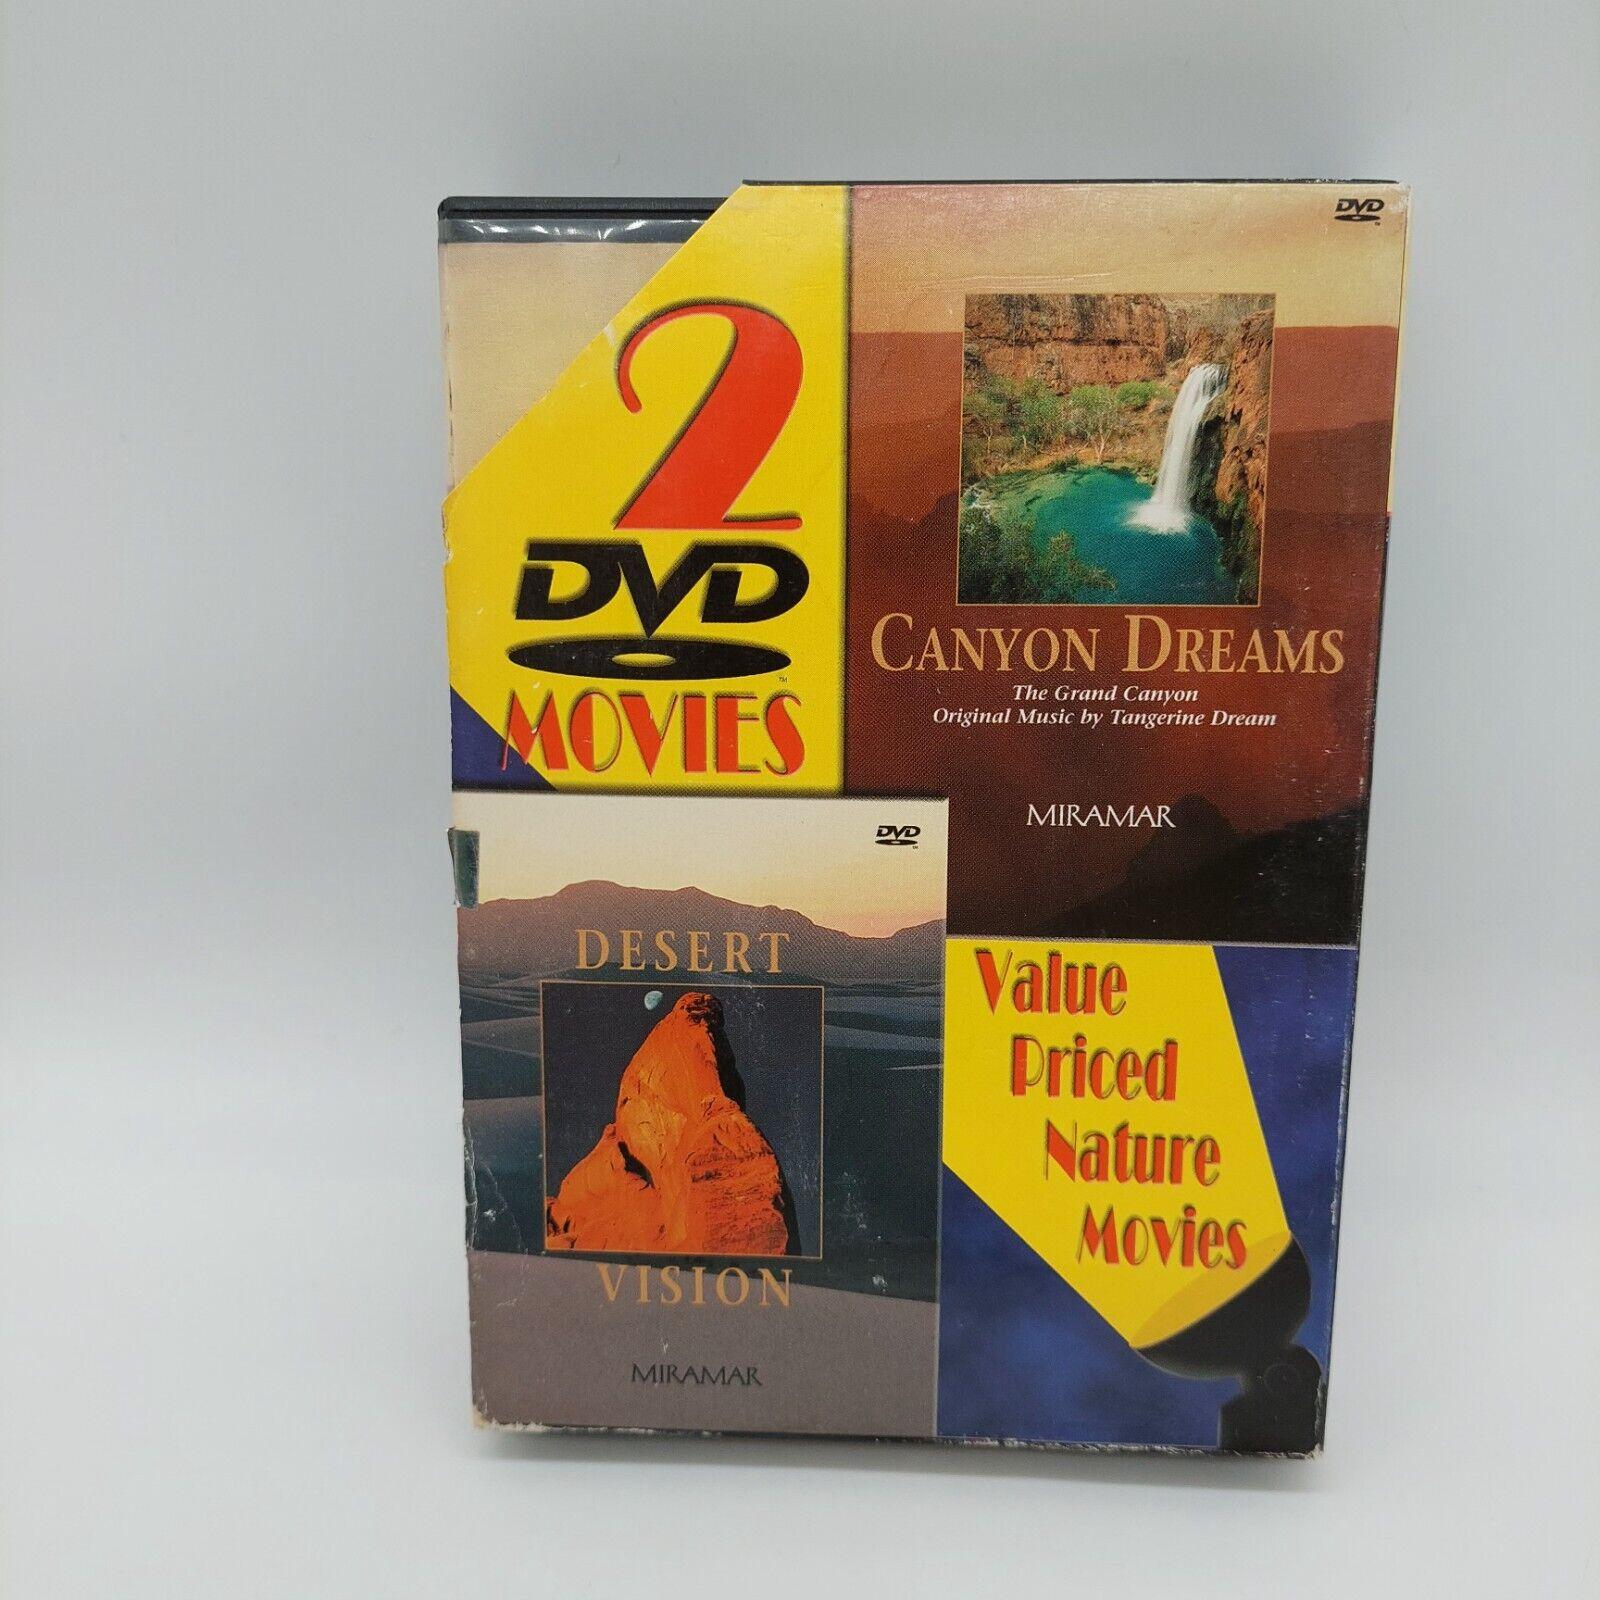 2
DVD
TM
MOVIES
DVD
CANYON DREAMS
The Grand Canyon
Original Music by Tangerine Dream
MIRAMAR
DVD
DESERT
VISION
MIRAMAR
Value
Priced
Nature
Movies